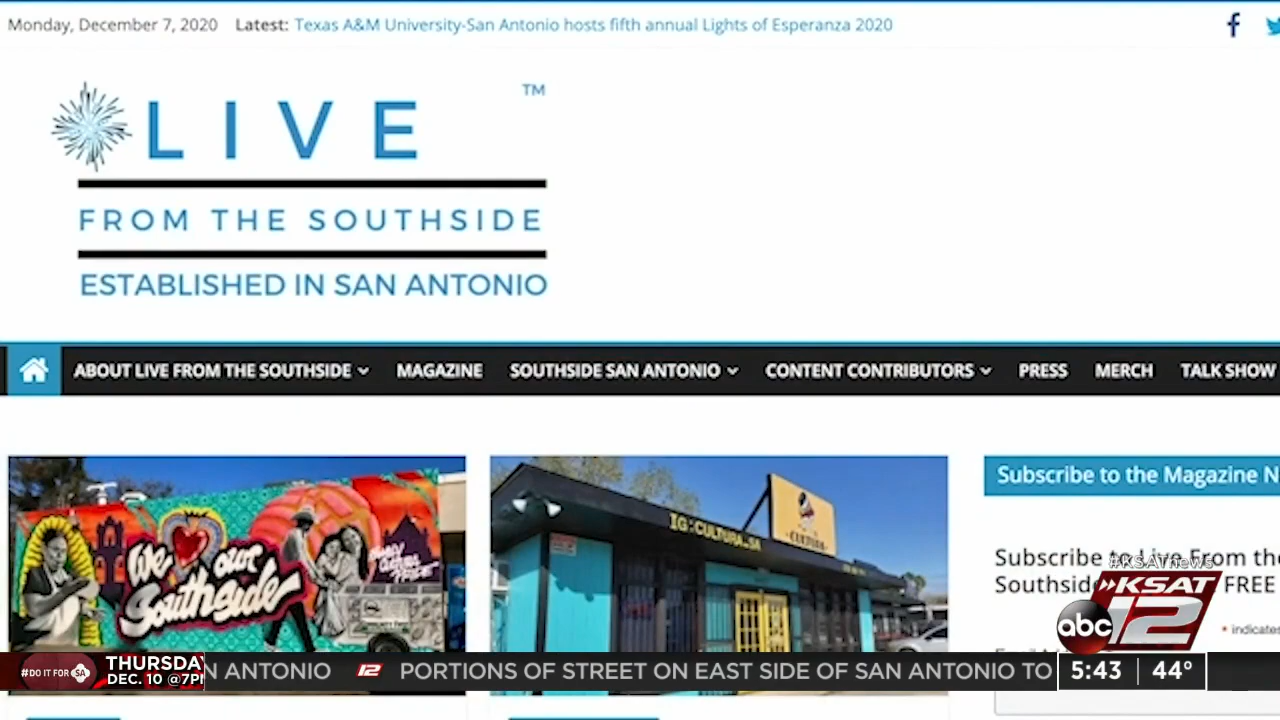 Monday, December 7, 2020 Latest: Texas A&M University-San Antonio hosts fifth annual Lights of Esperanza 2020
LIVE TM
FROM THE SOUTHSIDE
ESTABLISHED IN SAN ANTONIO
ABOUT LIVE FROM THE SOUTHSIDE MAGAZINE SOUTHSIDE SAN ANTONIO CONTENT CONTRIBUTORS PRESS MERCH TALK SHOW
Subscribe to the Magazine N
We our
Southside
IG:CULTURA.SA
CULTURA
Subscribe to Live From the
Southside FREE
#KSATnews
KSAT
abc 12
* indicates
#DO IT FOR SA THURSDAY
DEC. 10 @7P
N ANTONIO 12 PORTIONS OF STREET ON EAST SIDE OF SAN ANTONIO TO
5:43 44°